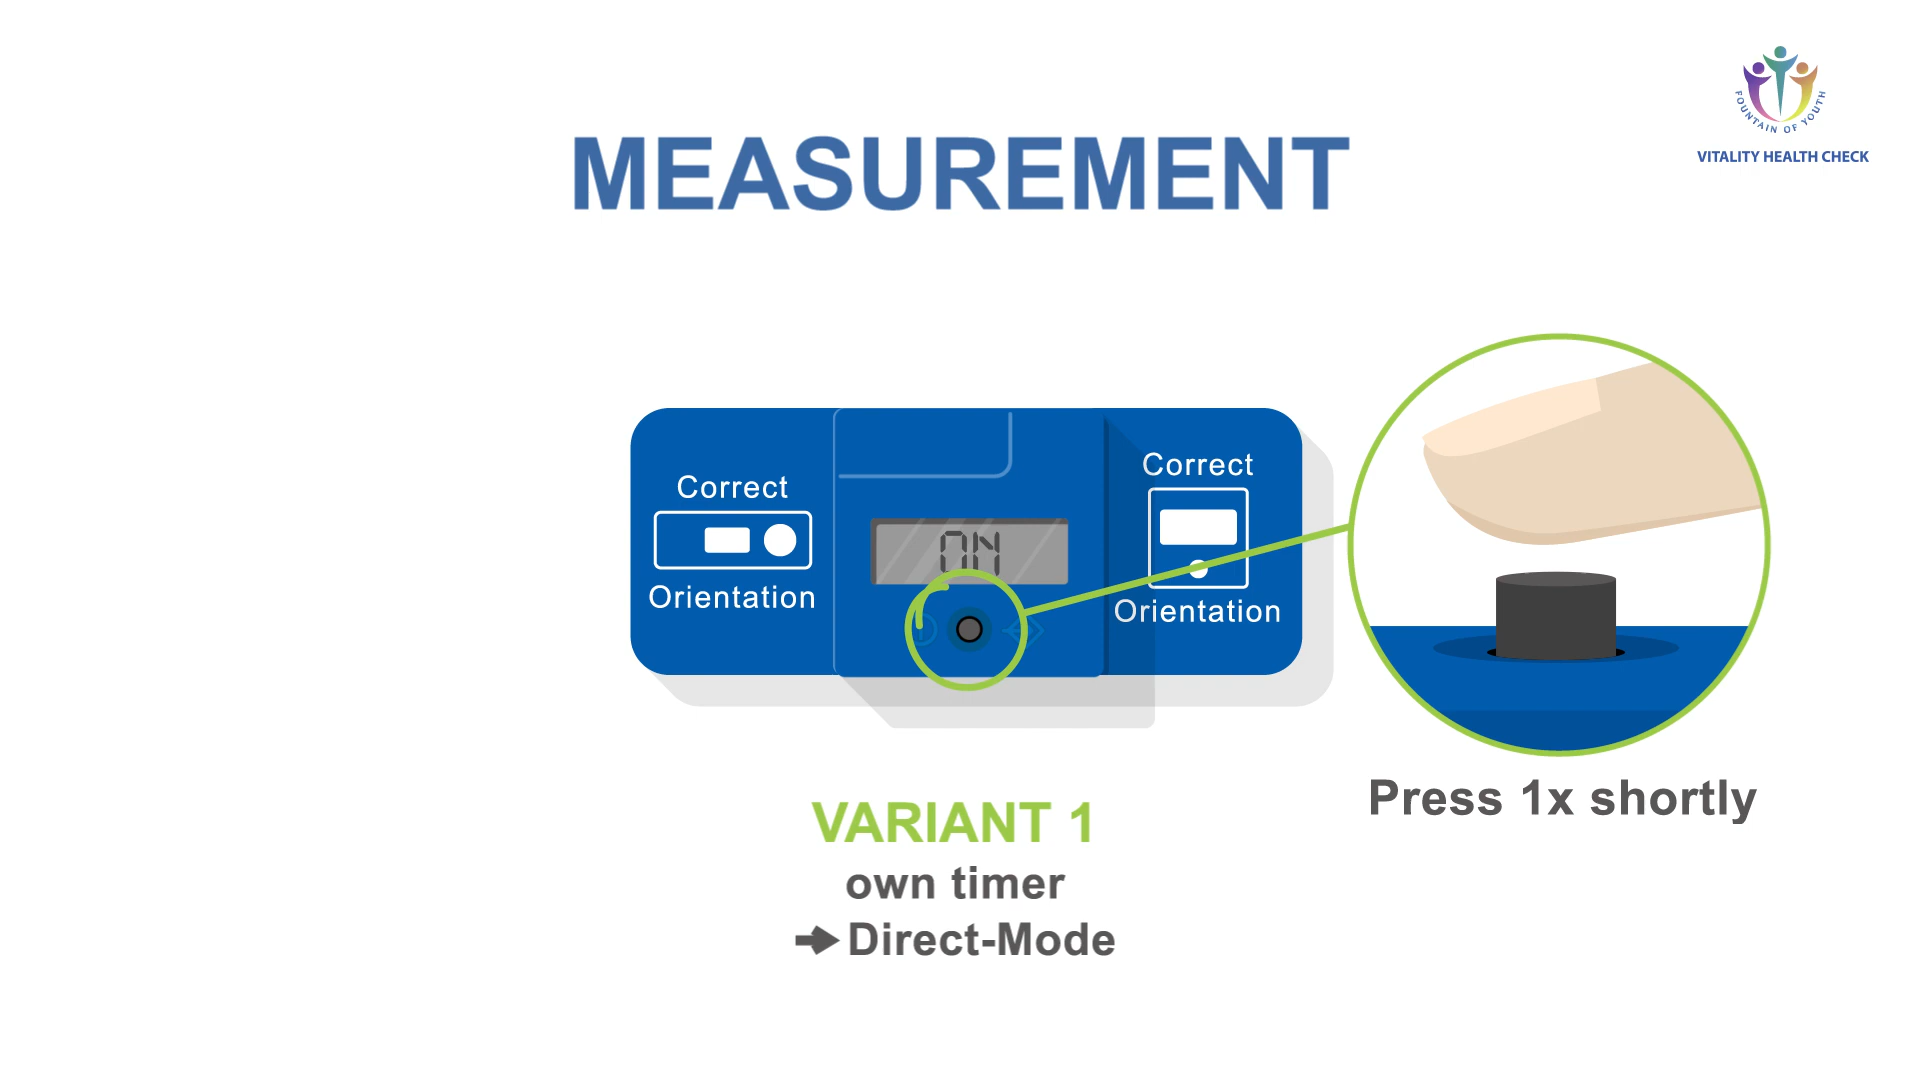 FOUNTAIN OF YOUTH
VITALITY HEALTH CHECK
MEASUREMENT
Correct
Orientation
ON
Correct
Orientation
Press 1x shortly
VARIANT 1
own timer
Direct-Mode